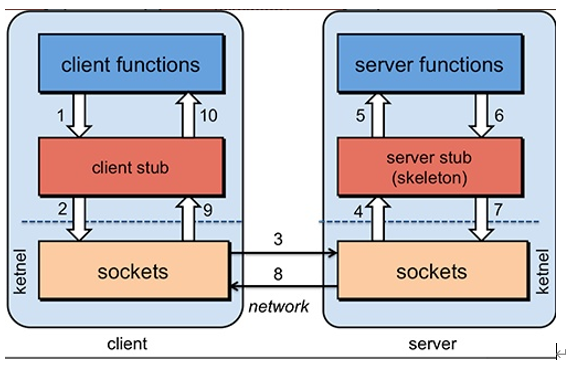 client functions
server functions
1
10
5
6
client stub
server stub
(skeleton)
2
9
4
7
3
ketnel
sockets
8
sockets
ketnel
network
client
server